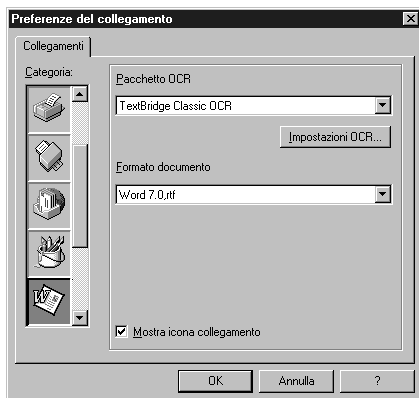 Preferenze del collegamento
Collegamenti
Categoria:
Pacchetto OCR
TextBridge Classic OCR
Impostazioni OCR...
Formato documento
Word 7.0,rtf
Mostra icona collegamento
OK
Annulla
?